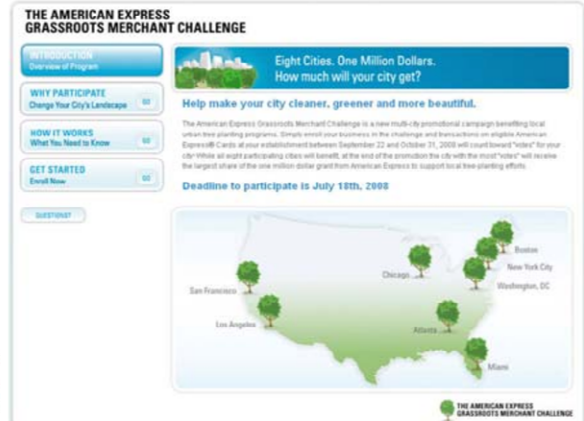 THE AMERICAN EXPRESS
GRASSROOTS MERCHANT CHALLENGE
INTRODUCTION
Overview of Program
WHY PARTICIPATE
Change Your City's Landscape
GO
HOW IT WORKS
What You Need to Know
GO
GET STARTED
Enroll Now
GO
QUESTIONS?
Eight Cities. One Million Dollars.
How much will your city get?
Help make your city cleaner, greener and more beautiful.
The American Express Grassroots Merchant Challenge is a new multi-city promotional campaign benefiting local
urban tree planting programs. Simply enroll your business in the challenge and transactions on eligible American
Express® Cards at your establishment between September 22 and October 31, 2008 will count toward "votes" for your
city. While all eight participating cities will benefit, at the end of the promotion the city with the most "votes" will receive
the largest share of the one million dollar grant from American Express to support local tree-planting efforts.
Deadline to participate is July 18th, 2008
Boston
New York City
Chicago
Washington, DC
San Francisco
Los Angeles
Atlanta
Miami
THE AMERICAN EXPRESS
GRASSROOTS MERCHANT CHALLENGE